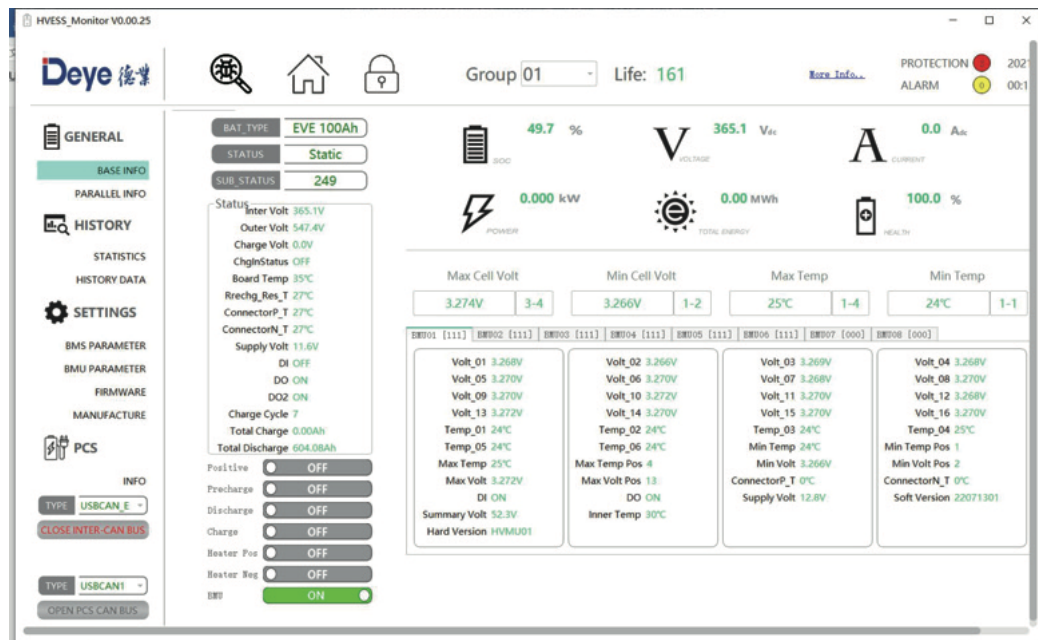 HVESS_Monitor V0.00.25
Deye 德業
Group 01
Life: 161
More Info..
PROTECTION
ALARM 0
202
00:1
GENERAL
BASE INFO
PARALLEL INFO
HISTORY
STATISTICS
HISTORY DATA
SETTINGS
BMS PARAMETER
BMU PARAMETER
FIRMWARE
MANUFACTURE
PCS
INFO
TYPE USBCAN_E
CLOSE INTER-CAN BUS
TYPE USBCAN1
OPEN PCS CAN BUS
BAT_TYPE EVE 100Ah
STATUS Static
SUB_STATUS 249
Status
Inter Volt 365.1V
Outer Volt 547.4V
Charge Volt 0.0V
ChgInStatus OFF
Board Temp 35℃
Rrechg_Res_T 27℃
ConnectorP_T 27℃
ConnectorN_T 27℃
Supply Volt 11.6V
DI OFF
DO ON
DO2 ON
Charge Cycle 7
Total Charge 0.00Ah
Total Discharge 604.08Ah
Positive OFF
Precharge OFF
Discharge OFF
Charge OFF
Heater Pos OFF
Heater Neg OFF
BMU ON
49.7 %
SOC
V 365.1 Vdc
VOLTAGE
A 0.0 Adc
CURRENT
0.000 kW
POWER
e 0.00 MWh
TOTAL ENERGY
100.0 %
HEALTH
Max Cell Volt Min Cell Volt Max Temp Min Temp
3.274V 3-4 3.266V 1-2 25℃ 1-4 24℃ 1-1
BMU01 [111] BMU02 [111] BMU03 [111] BMU04 [111] BMU05 [111] BMU06 [111] BMU07 [000] BMU08 [000]
Volt_01 3.268V Volt_02 3.266V Volt_03 3.269V Volt_04 3.268V
Volt_05 3.270V Volt_06 3.270V Volt_07 3.268V Volt_08 3.270V
Volt_09 3.270V Volt_10 3.272V Volt_11 3.270V Volt_12 3.268V
Volt_13 3.272V Volt_14 3.270V Volt_15 3.270V Volt_16 3.270V
Temp_01 24℃ Temp_02 24℃ Temp_03 24℃ Temp_04 25℃
Temp_05 24℃ Temp_06 24℃ Min Temp 24℃ Min Temp Pos 1
Max Temp 25℃ Max Temp Pos 4 Min Volt 3.266V Min Volt Pos 2
Max Volt 3.272V Max Volt Pos 13 ConnectorP_T 0℃ ConnectorN_T 0℃
DI ON DO ON Supply Volt 12.8V Soft Version 22071301
Summary Volt 52.3V Inner Temp 30℃
Hard Version HVMU01